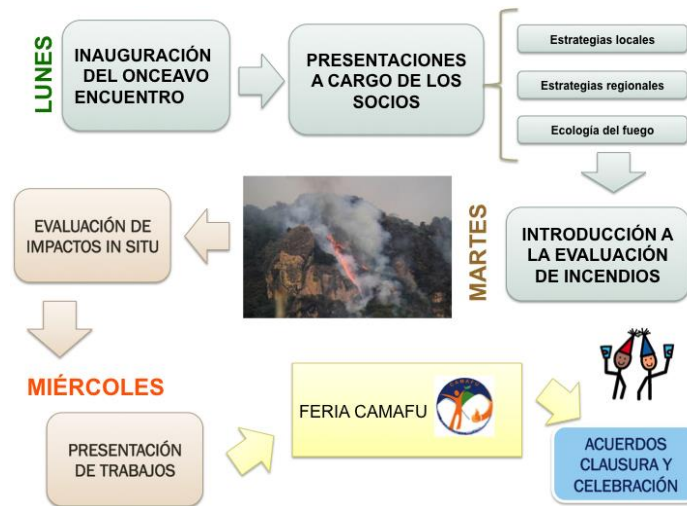 LUNES
INAUGURACIÓN
DEL ONCEAVO
ENCUENTRO
PRESENTACIONES
A CARGO DE LOS
SOCIOS
Estrategias locales
Estrategias regionales
Ecología del fuego
INTRODUCCIÓN A
LA EVALUACIÓN
DE INCENDIOS
MARTES
EVALUACIÓN DE
IMPACTOS IN SITU
MIÉRCOLES
PRESENTACIÓN
DE TRABAJOS
FERIA CAMAFU
CAMAFU
ACUERDOS
CLAUSURA Y
CELEBRACIÓN